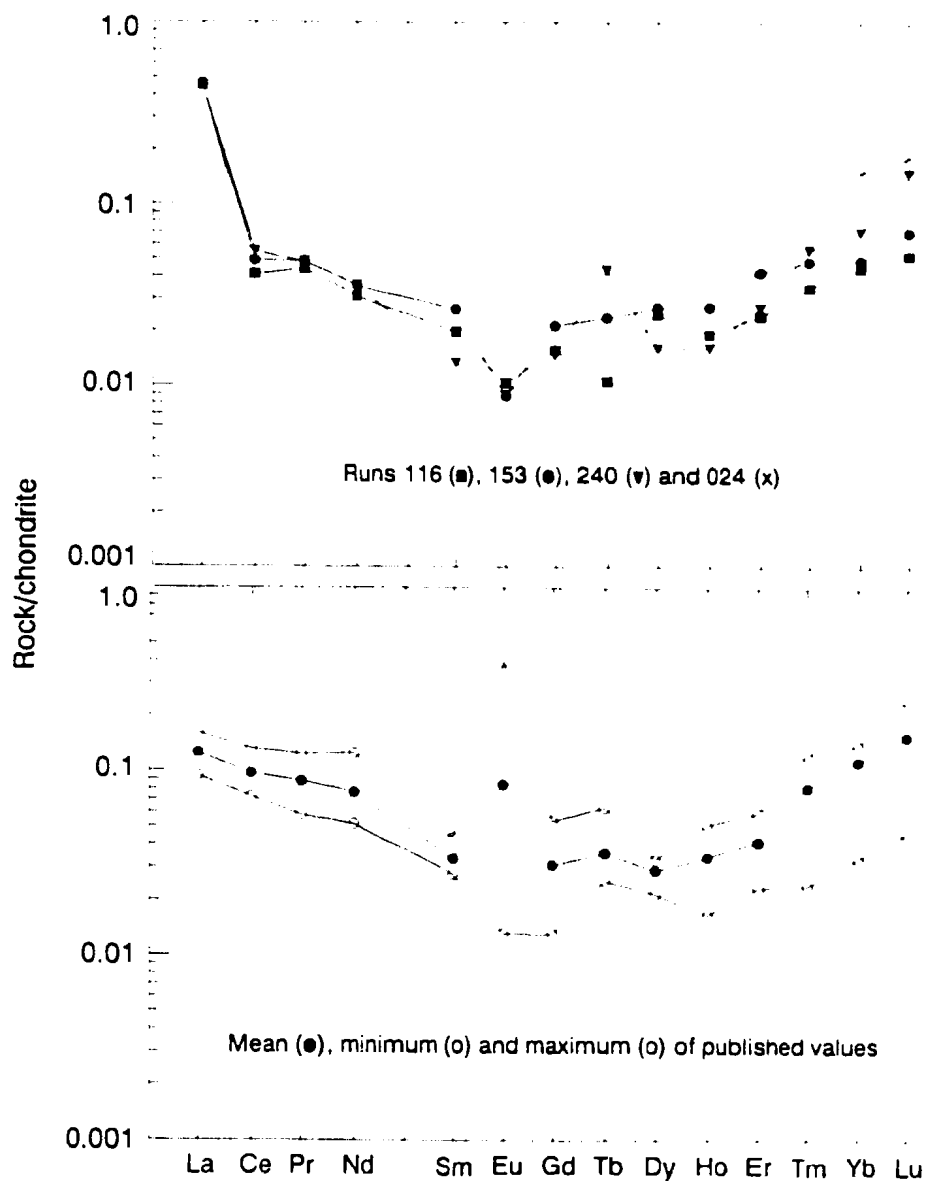 1.0
0.1
0.01
Runs 116 (■), 153 (●), 240 (▼) and 024 (x)
0.001
Rock/chondrite
1.0
0.1
0.01
Mean (●), minimum (o) and maximum (o) of published values
0.001
La Ce Pr Nd Sm Eu Gd Tb Dy Ho Er Tm Yb Lu